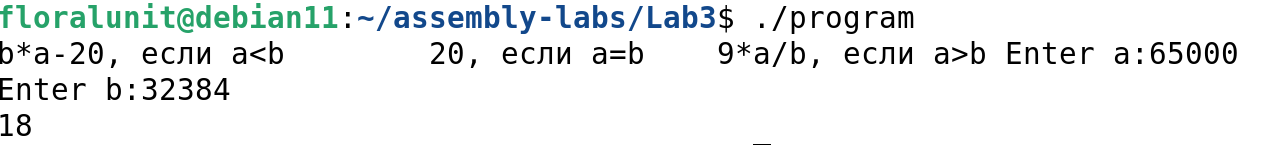 floralunit@debian11:~/assembly-labs/Lab3$ ./program
b*a-20, если a<b        20, если a=b    9*a/b, если a>b Enter a:65000
Enter b:32384
18